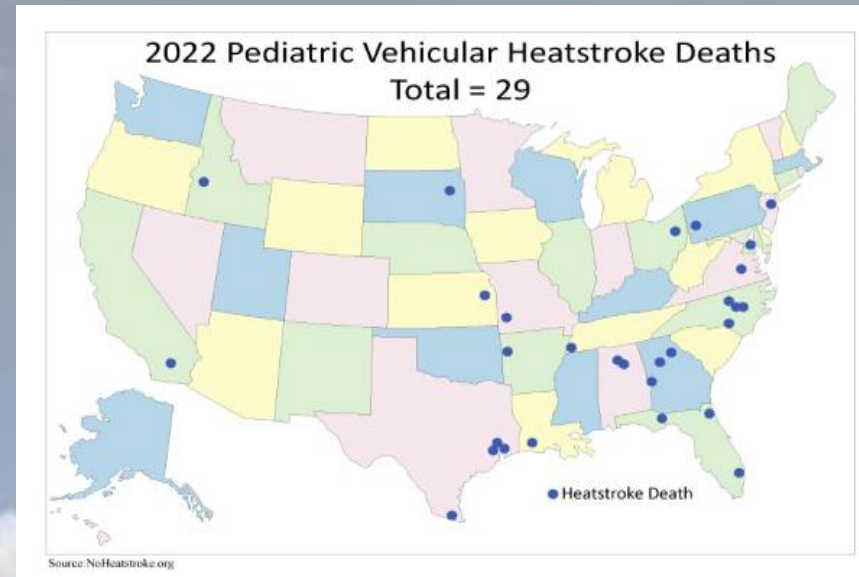 2022 Pediatric Vehicular Heatstroke Deaths
Total = 29
Heatstroke Death
Source:NoHeatstroke.org